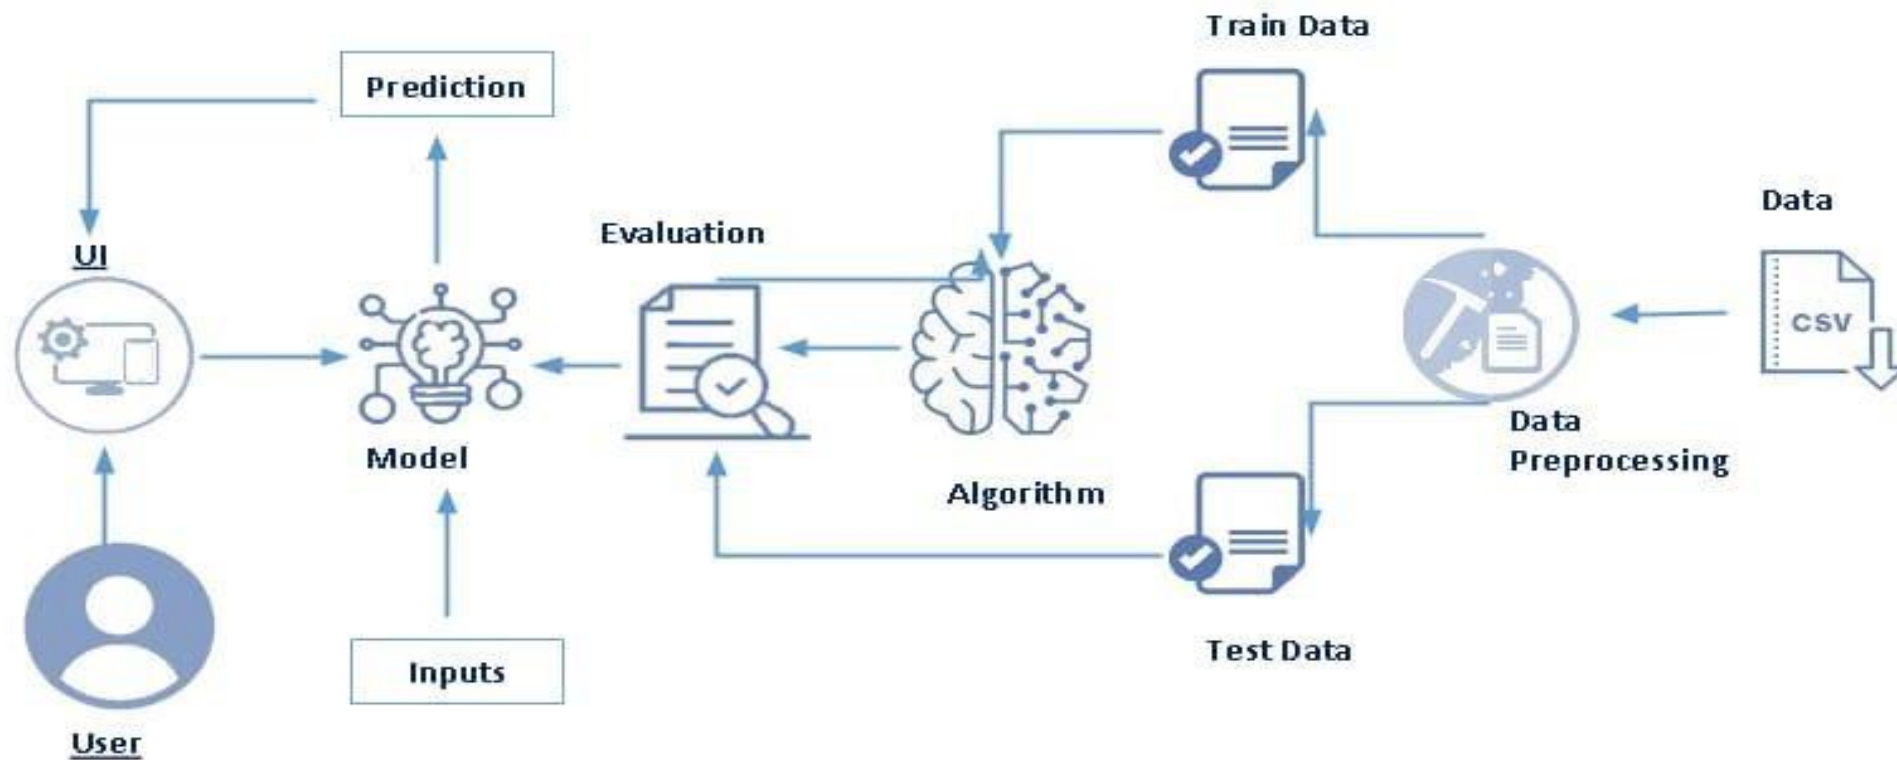 Train Data
Prediction
Data
Evaluation
UI
CSV
Data
Preprocessing
Model
Algorithm
Test Data
Inputs
User